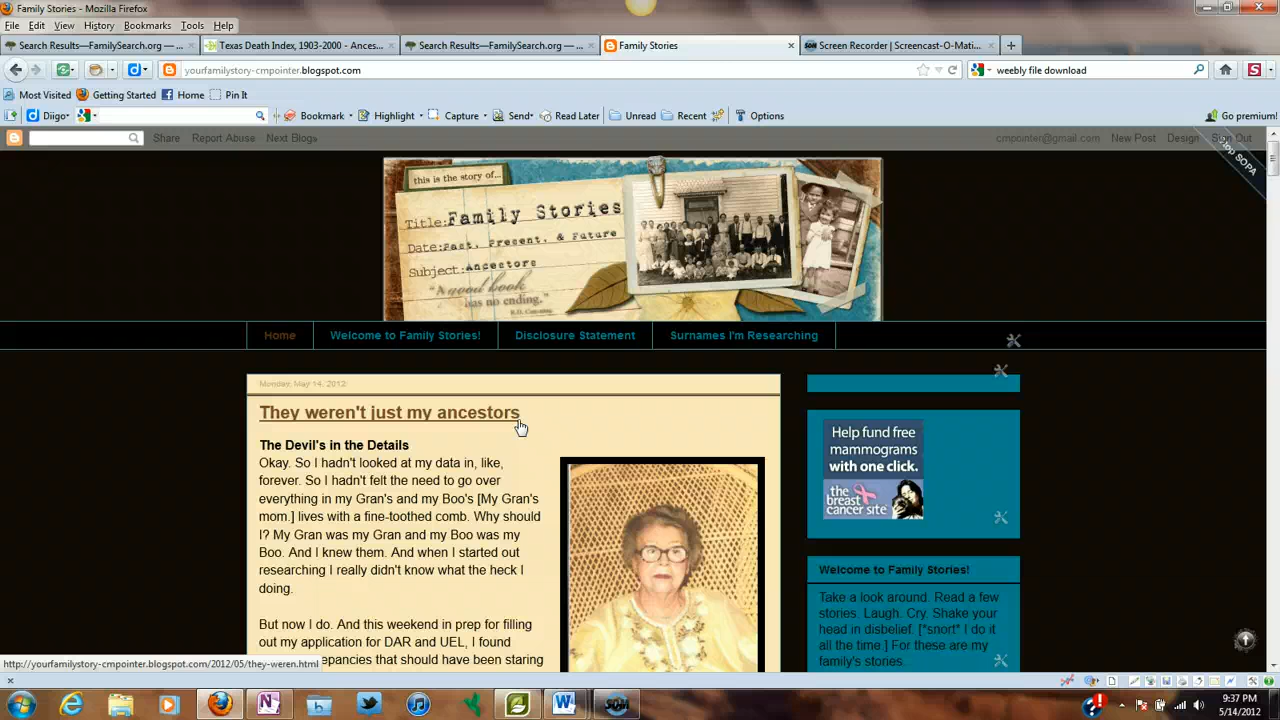 Family Stories - Mozilla Firefox
File Edit View History Bookmarks Tools Help
Search Results—FamilySearch.org — ...
Texas Death Index, 1903-2000 - Ances...
Search Results—FamilySearch.org — ...
Family Stories
Screen Recorder | Screencast-O-Mati...
yourfamilystory-cmpointer.blogspot.com
weebly file download
Most Visited Getting Started Home Pin It
Diigo Bookmark Highlight Capture Send Read Later Unread Recent Options Go premium!
Share Report Abuse Next Blog» cmpointer@gmail.com New Post Design Sign Out
Stop SOPA
this is the story of...
Title: Family Stories
Date: Past, Present, & Future
Subject: Ancestors
"A good book
has no ending."
Home Welcome to Family Stories! Disclosure Statement Surnames I'm Researching
Monday, May 14, 2012
They weren't just my ancestors
The Devil's in the Details
Okay. So I hadn't looked at my data in, like,
forever. So I hadn't felt the need to go over
everything in my Gran's and my Boo's [My Gran's
mom.] lives with a fine-toothed comb. Why should
I? My Gran was my Gran and my Boo was my
Boo. And I knew them. And when I started out
researching I really didn't know what the heck I
doing.
But now I do. And this weekend in prep for filling
out my application for DAR and UEL, I found
epancies that should have been staring
Help fund free
mammograms
with one click.
the
breast
cancer site
Welcome to Family Stories!
Take a look around. Read a few
stories. Laugh. Cry. Shake your
head in disbelief. [*snort* I do it
all the time.] For these are my
family's stories.
http://yourfamilystory-cmpointer.blogspot.com/2012/05/they-weren.html
9:37 PM
5/14/2012